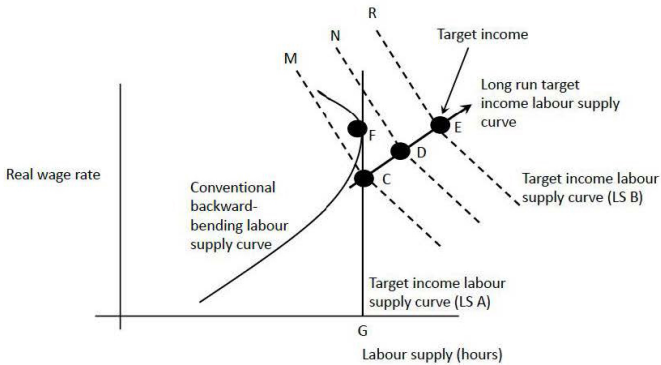 R
N
M
Target income
Long run target
income labour supply
curve
F
E
D
C
Real wage rate
Conventional
backward-
bending labour
supply curve
Target income labour
supply curve (LS B)
Target income labour
supply curve (LS A)
G
Labour supply (hours)